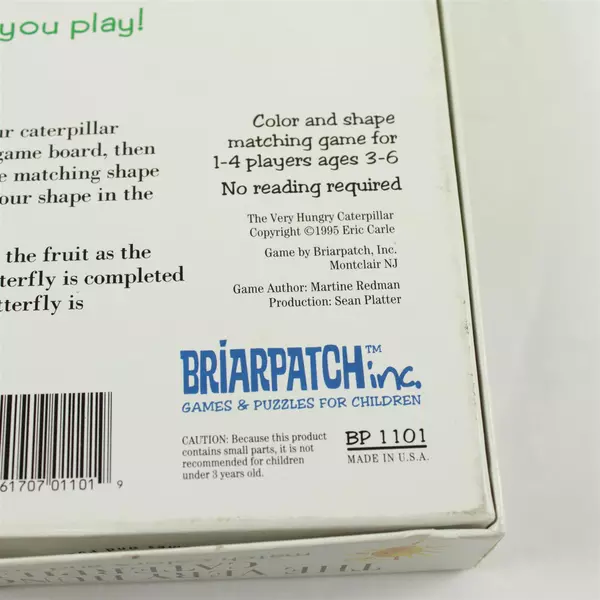 you play!
ur caterpillar
game board, then
e matching shape
our shape in the
the fruit as the
tterfly is completed
tterfly is
Color and shape
matching game for
1-4 players ages 3-6
No reading required
The Very Hungry Caterpillar
Copyright ©1995 Eric Carle
Game by Briarpatch, Inc.
Montclair NJ
Game Author: Martine Redman
Production: Sean Platter
BRIARPATCH™ inc.
GAMES & PUZZLES FOR CHILDREN
61707 01101 9
CAUTION: Because this product
contains small parts, it is not
recommended for children
under 3 years old.
BP 1101
MADE IN U.S.A.
THE VERY HUNG